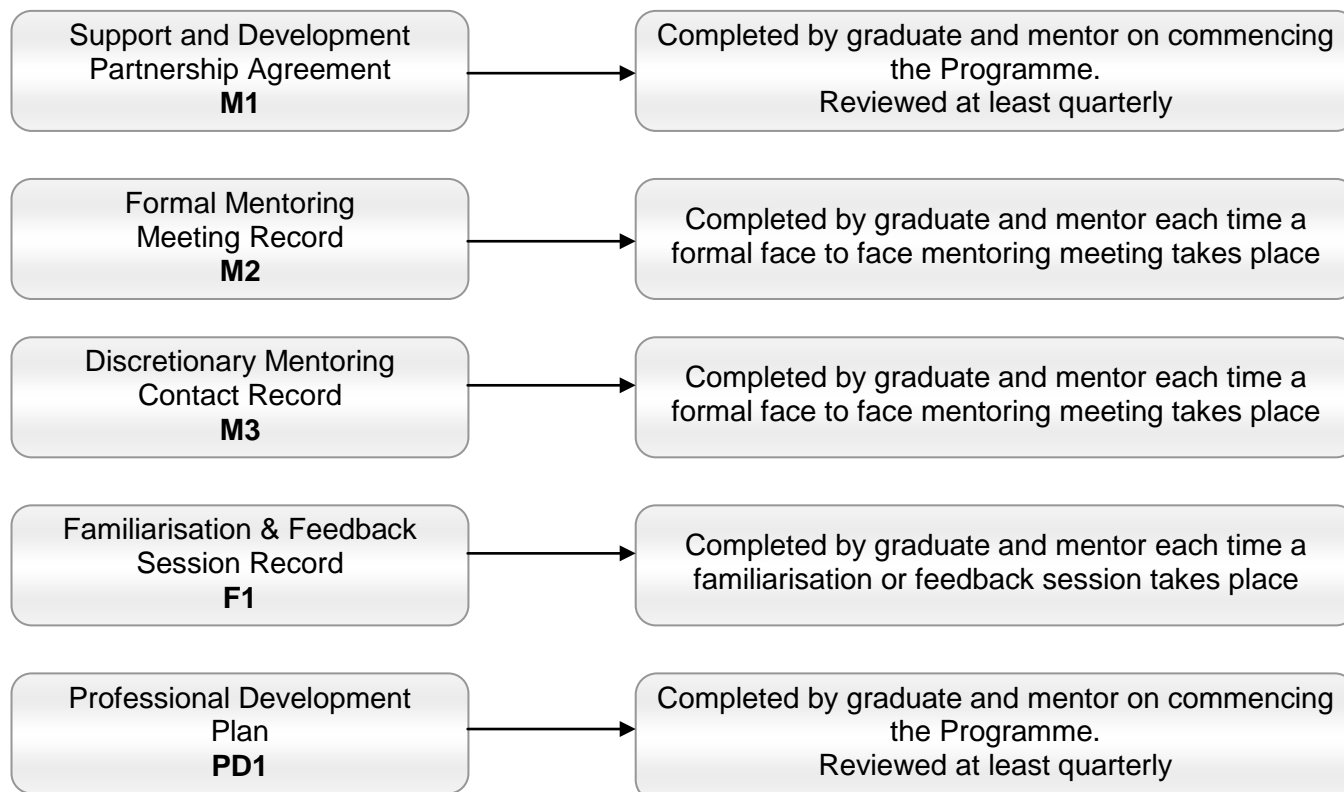 Support and Development
Partnership Agreement
M1
Completed by graduate and mentor on commencing
the Programme.
Reviewed at least quarterly
Formal Mentoring
Meeting Record
M2
Completed by graduate and mentor each time a
formal face to face mentoring meeting takes place
Discretionary Mentoring
Contact Record
M3
Completed by graduate and mentor each time a
formal face to face mentoring meeting takes place
Familiarisation & Feedback
Session Record
F1
Completed by graduate and mentor each time a
familiarisation or feedback session takes place
Professional Development
Plan
PD1
Completed by graduate and mentor on commencing
the Programme.
Reviewed at least quarterly